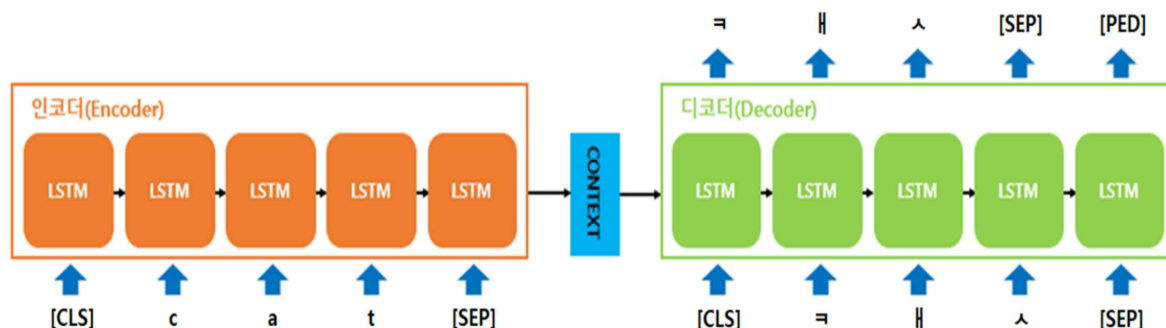 ㅋ ㅐ ㅅ [SEP] [PED]
인코더(Encoder)
디코더(Decoder)
LSTM LSTM LSTM LSTM LSTM
CONTEXT
LSTM LSTM LSTM LSTM LSTM
[CLS] c a t [SEP]
[CLS] ㅋ ㅐ ㅅ [SEP]